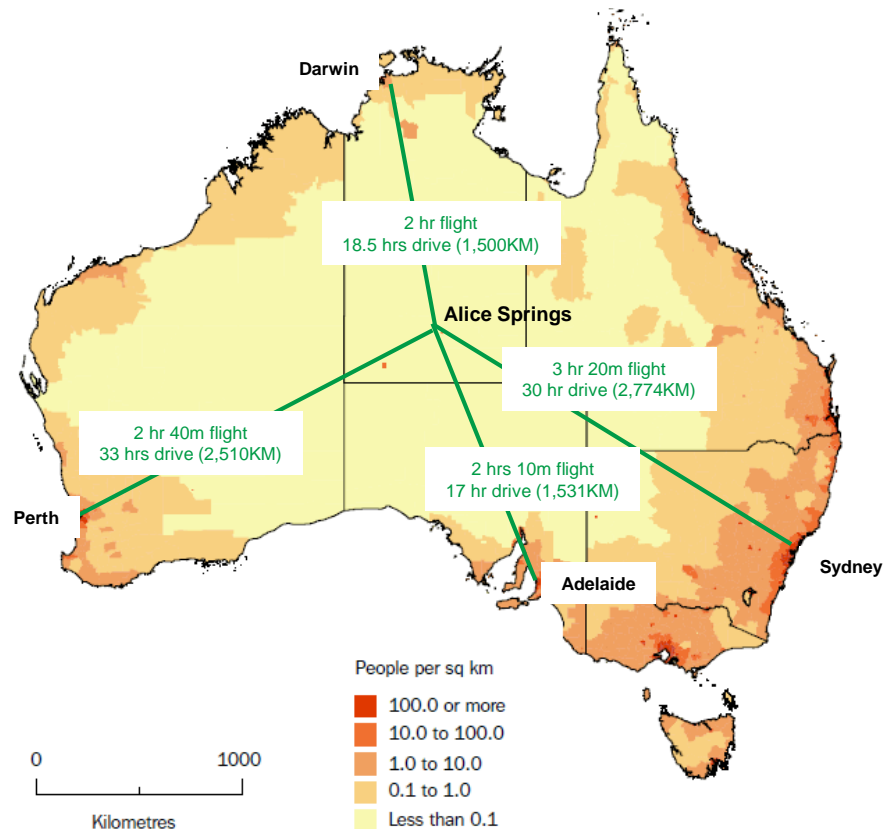 Darwin
2 hr flight
18.5 hrs drive (1,500KM)
Alice Springs
3 hr 20m flight
30 hr drive (2,774KM)
2 hr 40m flight
33 hrs drive (2,510KM)
2 hrs 10m flight
17 hr drive (1,531KM)
Perth
Sydney
Adelaide
People per sq km
100.0 or more
10.0 to 100.0
1.0 to 10.0
0.1 to 1.0
Less than 0.1
0 1000
Kilometres